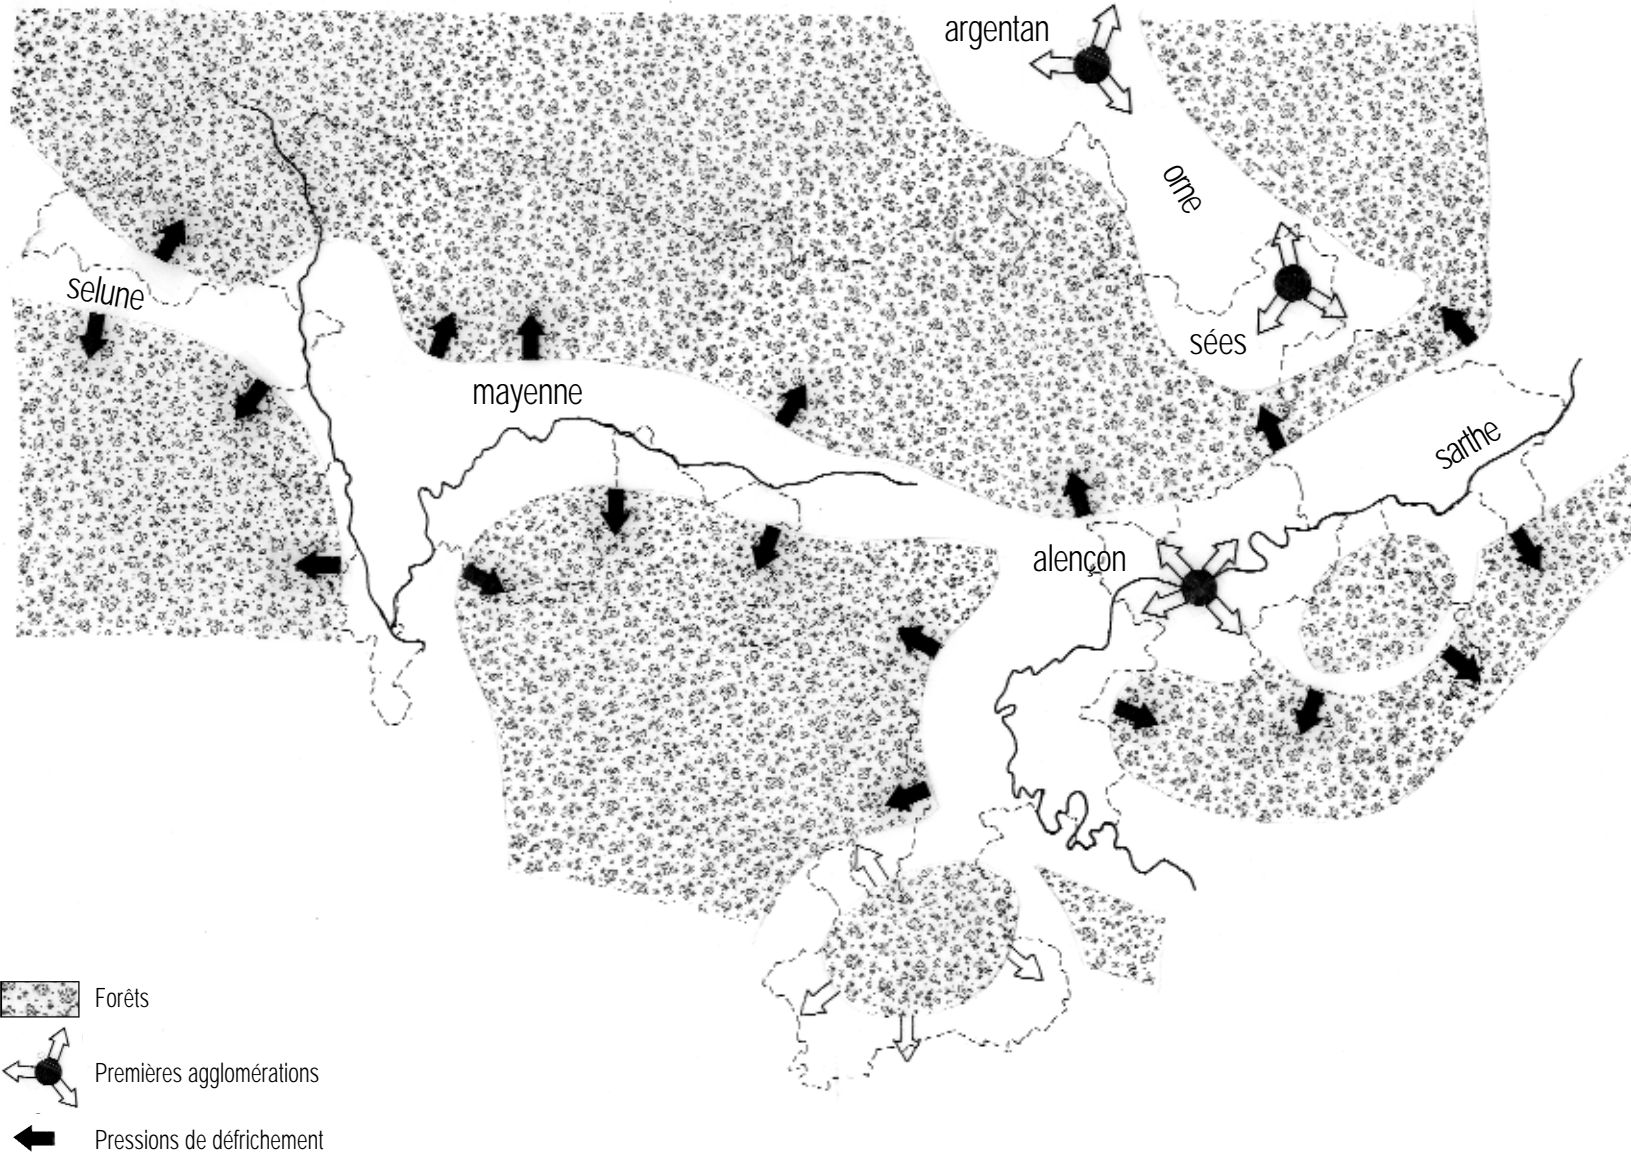 argentan
orne
selune
sées
mayenne
sarthe
alençon
Forêts
Premières agglomérations
Pressions de défrichement